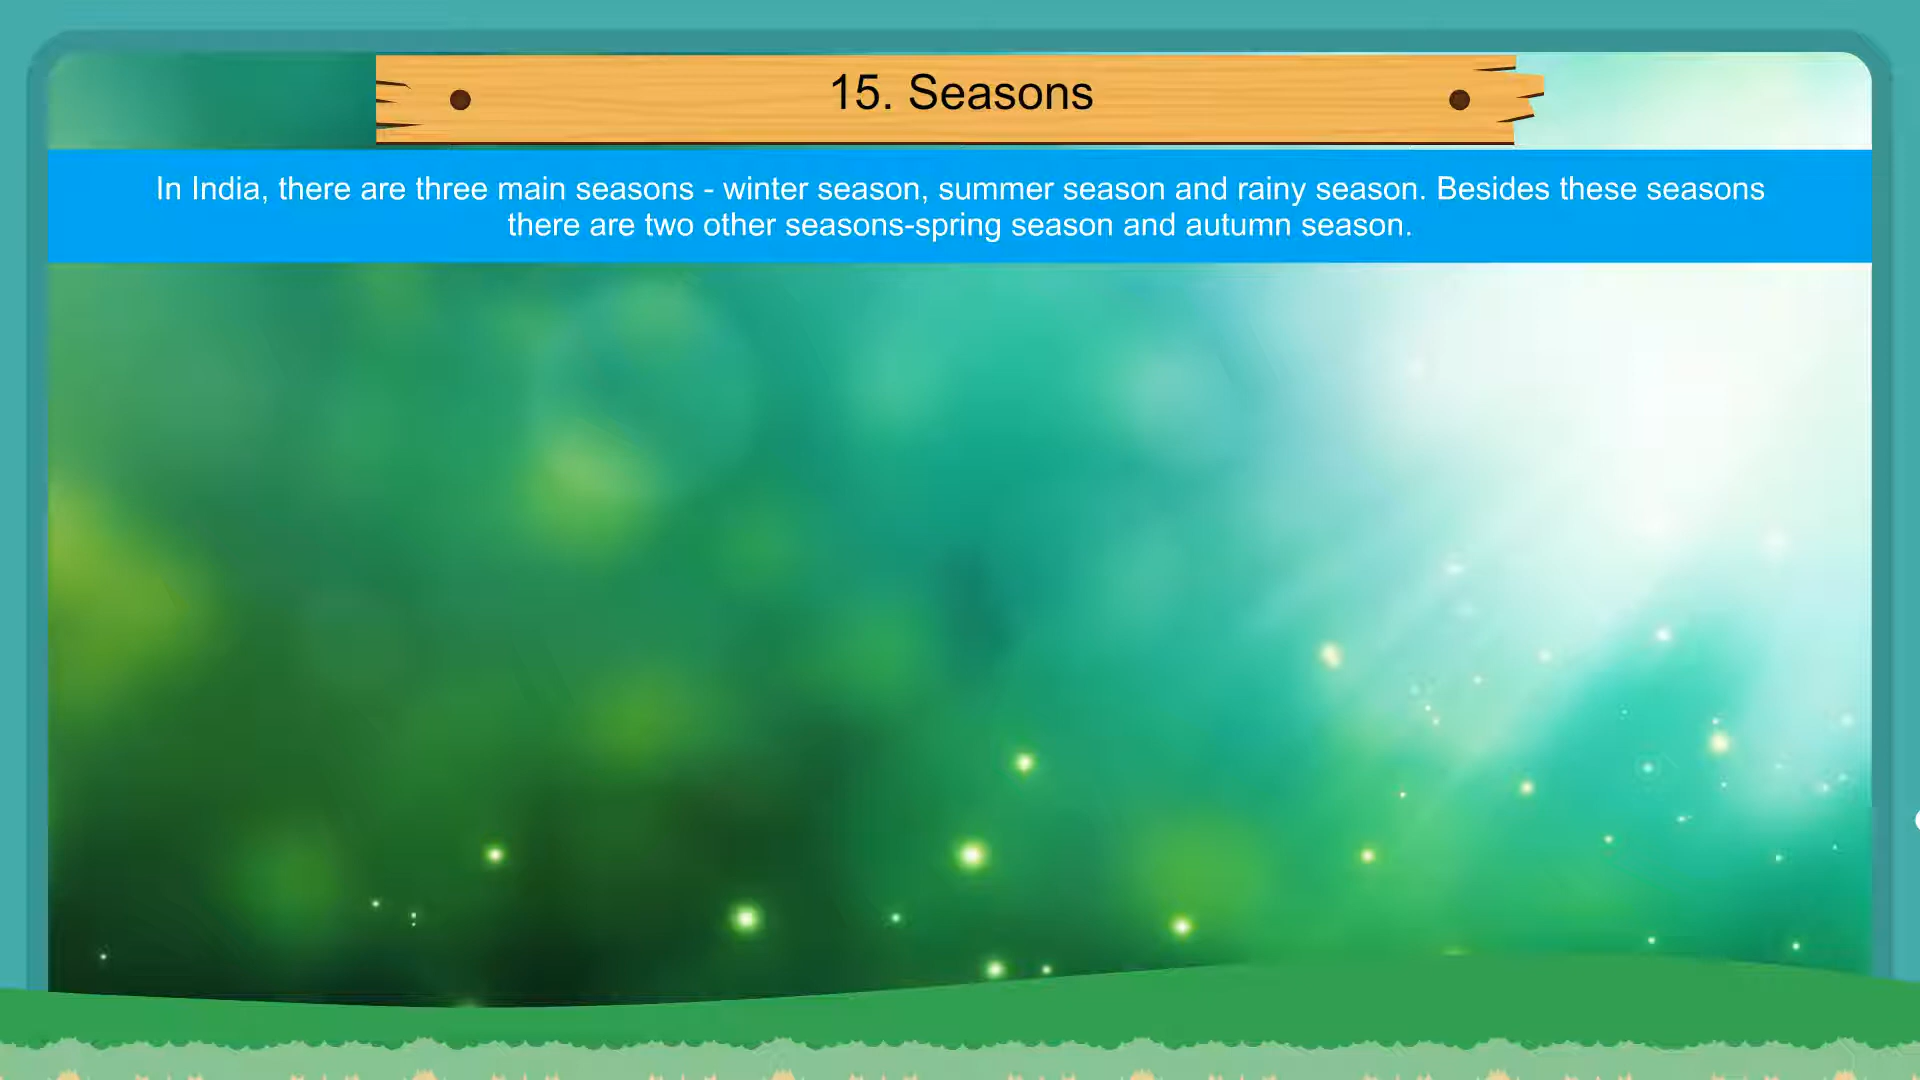 15. Seasons
In India, there are three main seasons - winter season, summer season and rainy season. Besides these seasons
there are two other seasons-spring season and autumn season.